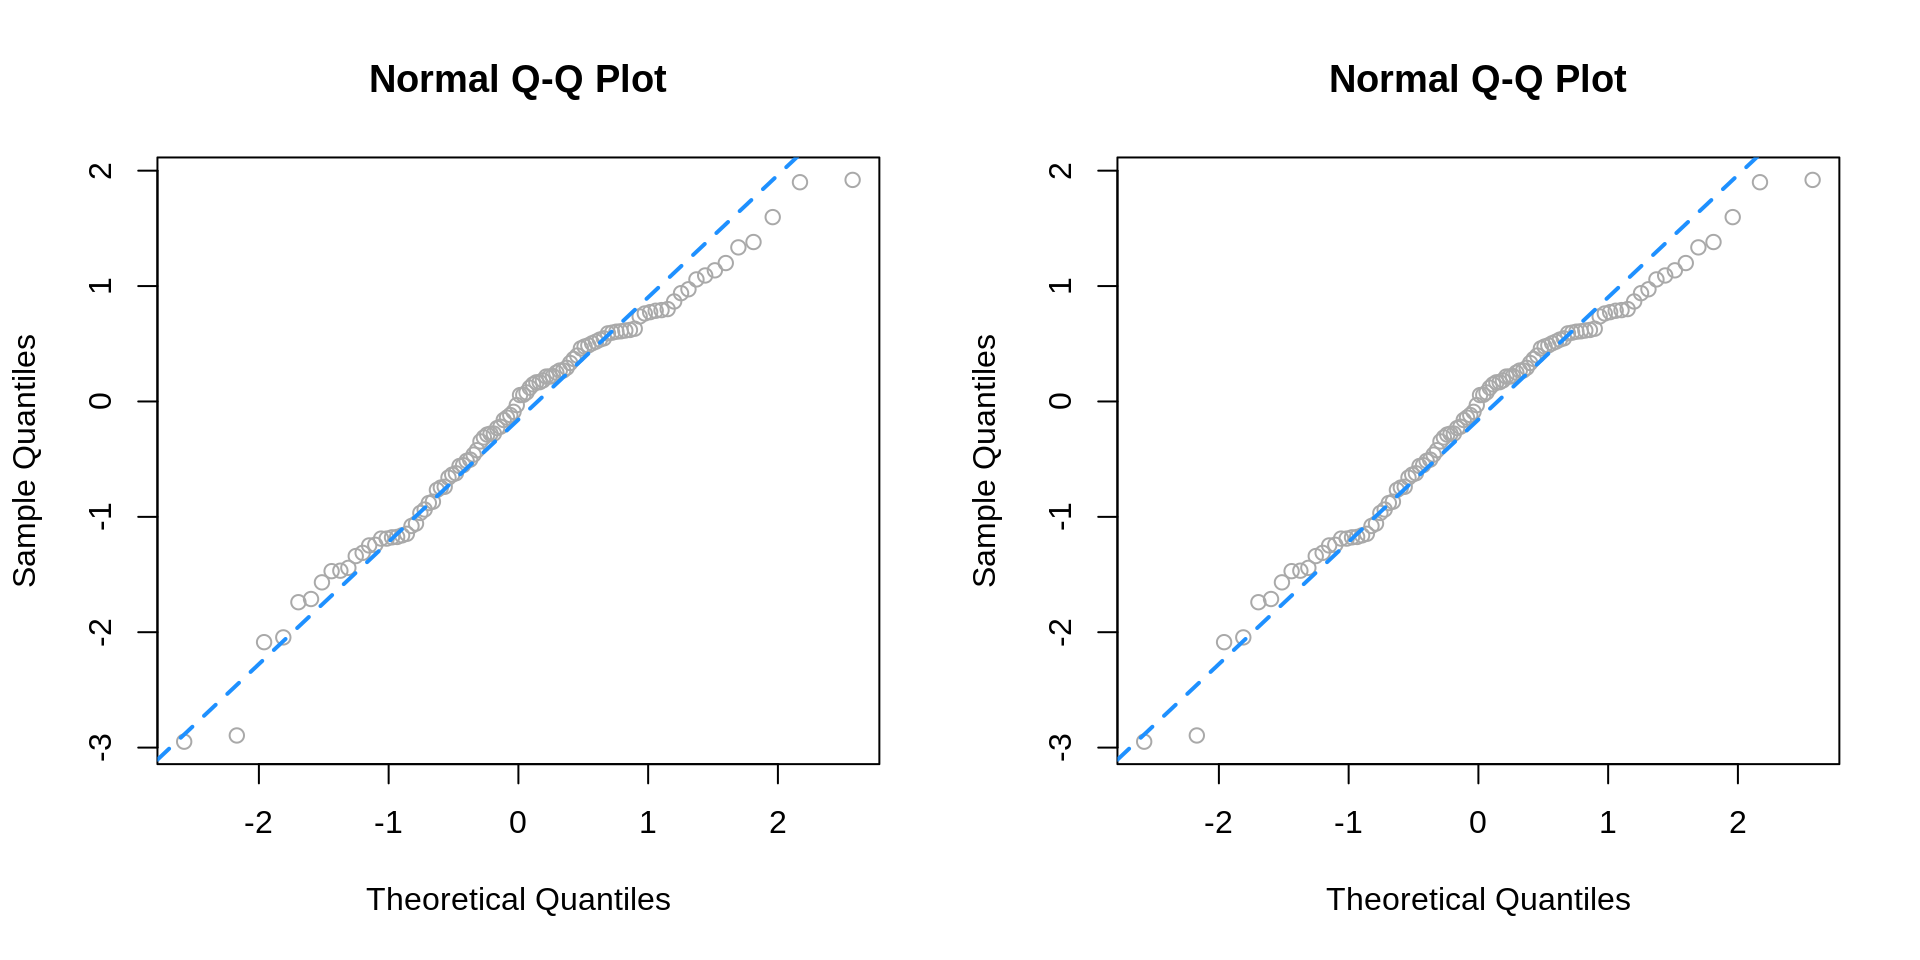 Normal Q-Q Plot
2
1
0
-1
-2
-3
Sample Quantiles
-2 -1 0 1 2
Theoretical Quantiles
Normal Q-Q Plot
2
1
0
-1
-2
-3
Sample Quantiles
-2 -1 0 1 2
Theoretical Quantiles